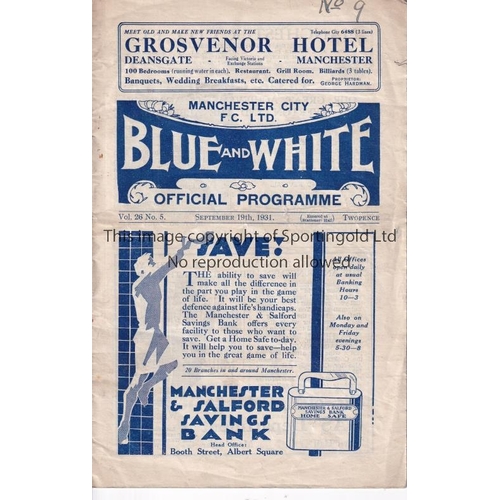 No 9
MEET OLD AND MAKE NEW FRIENDS AT THE
Telephone City 6488 (3 lines)
GROSVENOR HOTEL
DEANSGATE - Facing Victoria and Exchange Stations - MANCHESTER
100 Bedrooms (running water in each). Restaurant. Grill Room. Billiards (3 tables).
Banquets, Wedding Breakfasts, etc. Catered for.
PROPRIETOR: GEORGE HARDMAN.
MANCHESTER CITY
F.C. LTD.
BLUE AND WHITE
OFFICIAL PROGRAMME
Vol. 26 No. 5. SEPTEMBER 19th, 1931. TWOPENCE
This image copyright of Sportingold Ltd
No reproduction allowed
SAVE!
THE ability to save will
make all the difference in
the part you play in the game
of life. It will be your best
defence against life's handicaps.
The Manchester & Salford
Savings Bank offers every
facility to those who want to
save. Get a Home Safe to-day.
It will help you to save—help
you in the great game of life.
20 Branches in and around Manchester.
All Offices
open daily
at usual
Banking
Hours
10—3
Also on
Monday and
Friday
evenings
5-30—8
MANCHESTER
& SALFORD
SAVINGS
BANK
Head Office:
Booth Street, Albert Square
MANCHESTER & SALFORD
SAVINGS BANK
HOME SAFE